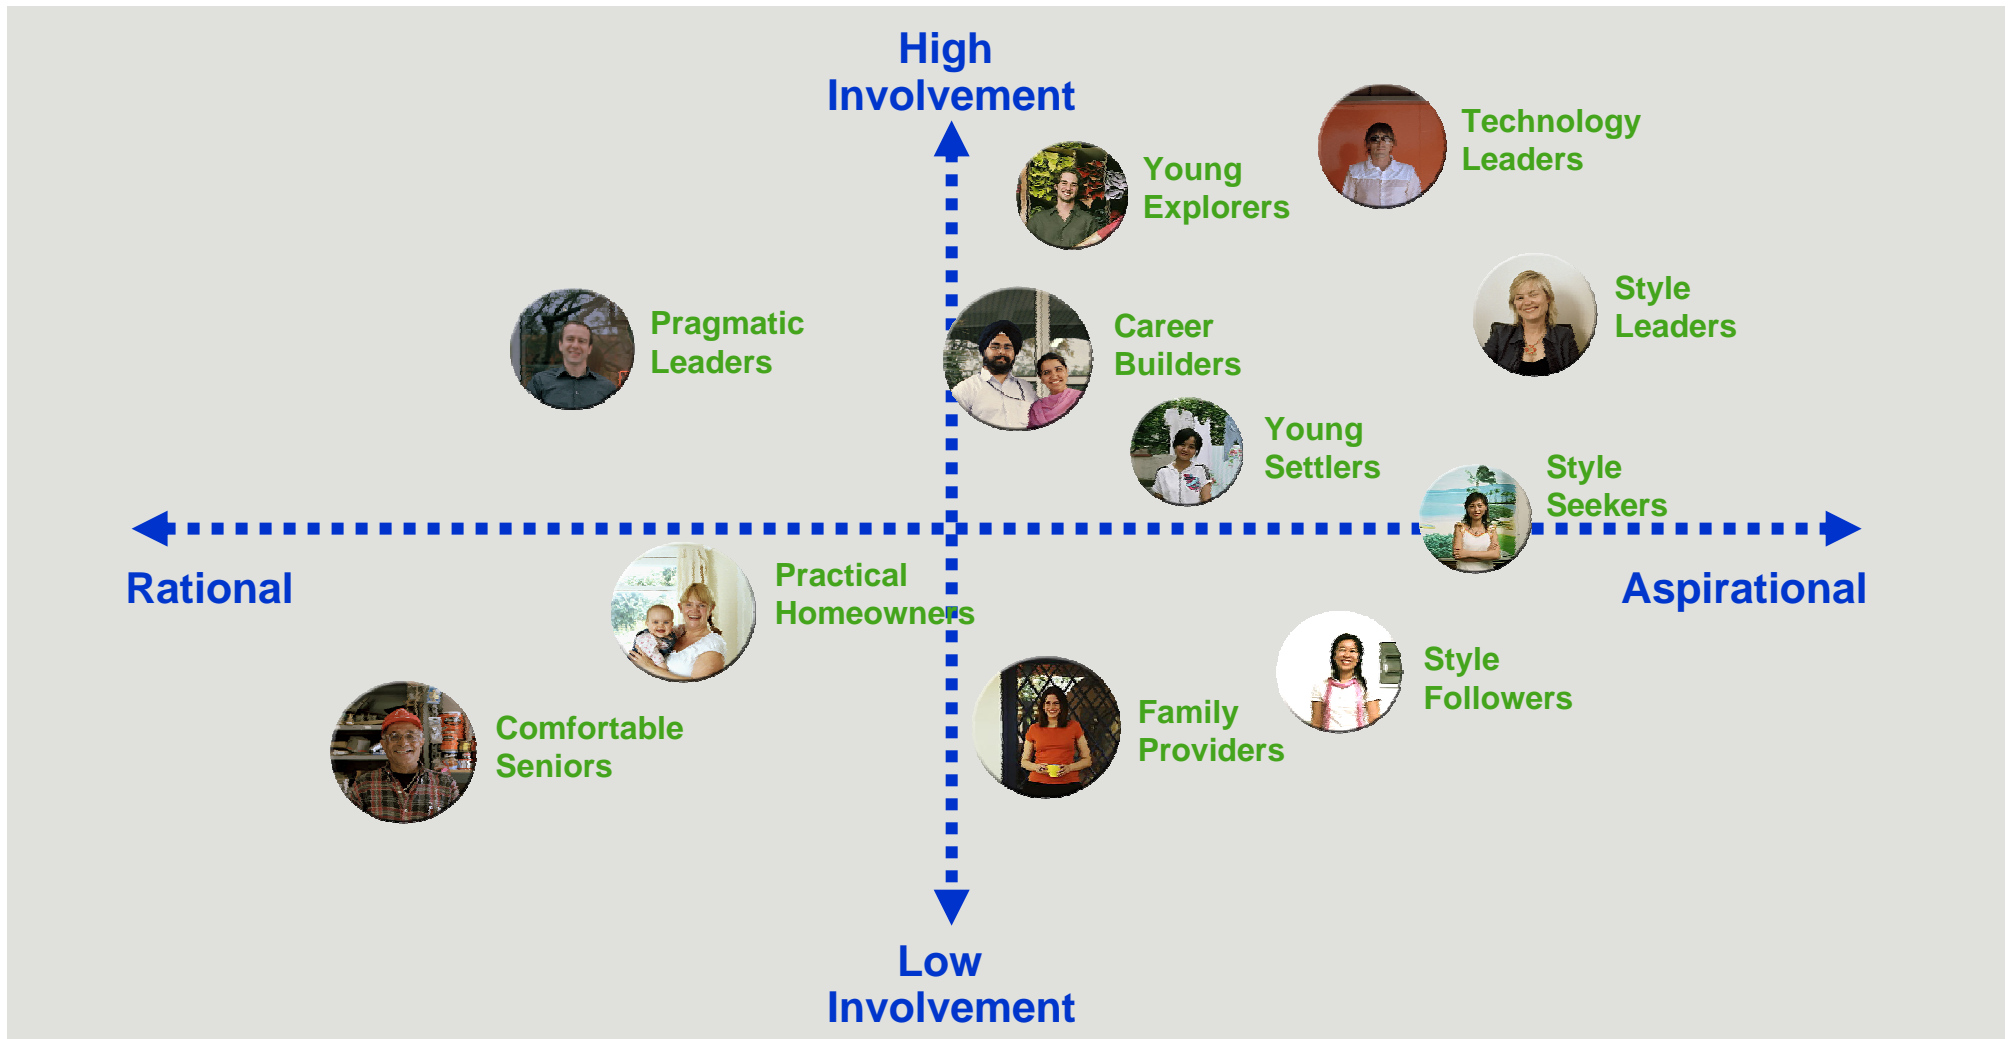 High
Involvement
Technology
Leaders
Young
Explorers
Style
Leaders
Pragmatic
Leaders
Career
Builders
Young
Settlers
Style
Seekers
Rational
Practical
Homeowners
Aspirational
Style
Followers
Family
Providers
Comfortable
Seniors
Low
Involvement